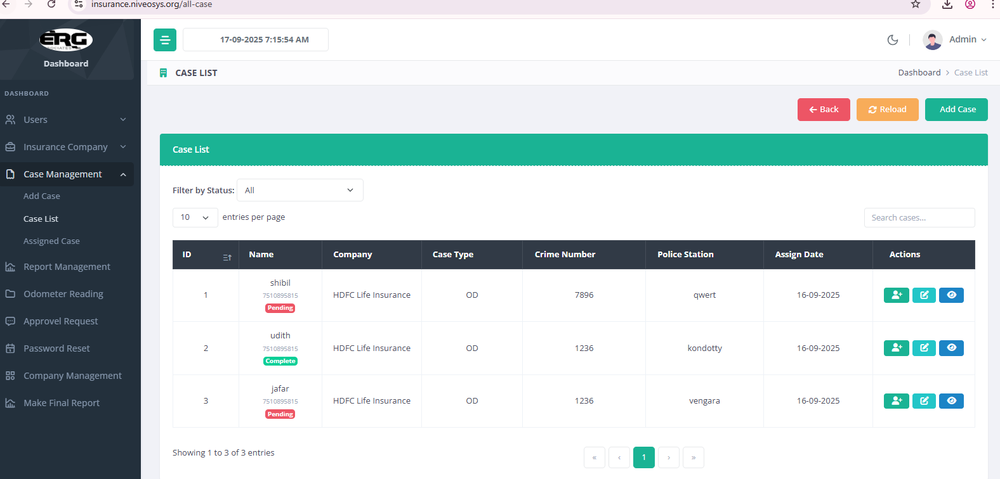 insurance.niveosys.org/all-case
ERG
SOCIATES
Dashboard
17-09-2025 7:15:54 AM
Admin
CASE LIST
Dashboard > Case List
DASHBOARD
Users
Insurance Company
Case Management
Add Case
Case List
Assigned Case
Report Management
Odometer Reading
Approvel Request
Password Reset
Company Management
Make Final Report
Back Reload Add Case
Case List
Filter by Status: All
10 entries per page
Search cases...
ID Name Company Case Type Crime Number Police Station Assign Date Actions
1 shibil HDFC Life Insurance OD 7896 qwert 16-09-2025
7510895815
Pending
2 udith HDFC Life Insurance OD 1236 kondotty 16-09-2025
7510895815
Complete
3 jafar HDFC Life Insurance OD 1236 vengara 16-09-2025
7510895815
Pending
Showing 1 to 3 of 3 entries
« ‹ 1 › »